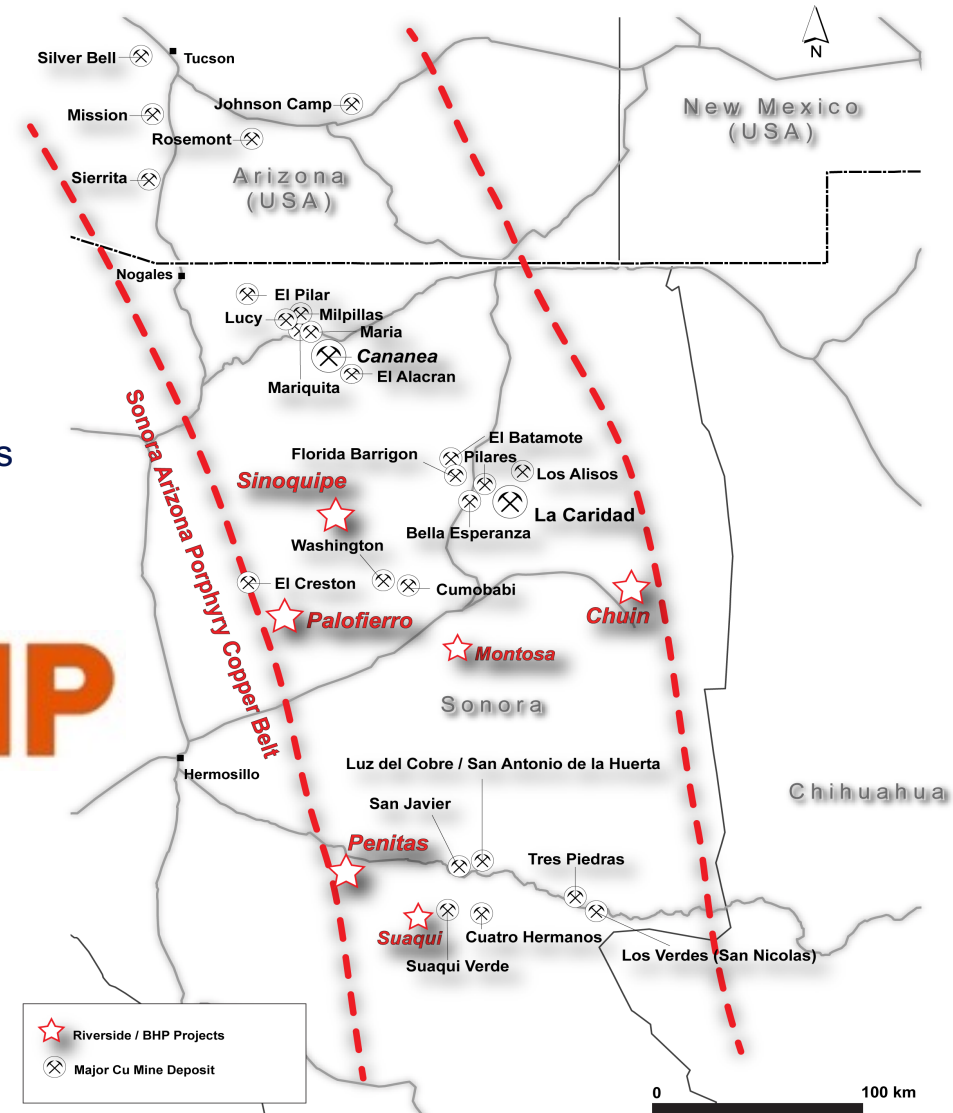 N
Silver Bell
Tucson
Johnson Camp
New Mexico
(USA)
Mission
Rosemont
Sierrita
Arizona
(USA)
Nogales
El Pilar
Lucy
Milpillas
Maria
Cananea
El Alacran
Mariquita
Sonora Arizona Porphyry Copper Belt
s
El Batamote
Florida Barrigon
Pilares
Los Alisos
Sinoquipe
La Caridad
Bella Esperanza
Washington
El Creston
Cumobabi
Palofierro
Chuin
HP
Montosa
Sonora
Luz del Cobre / San Antonio de la Huerta
Hermosillo
Chihuahua
San Javier
Penitas
Tres Piedras
Suaqui
Cuatro Hermanos
Los Verdes (San Nicolas)
Suaqui Verde
Riverside / BHP Projects
Major Cu Mine Deposit
0 100 km